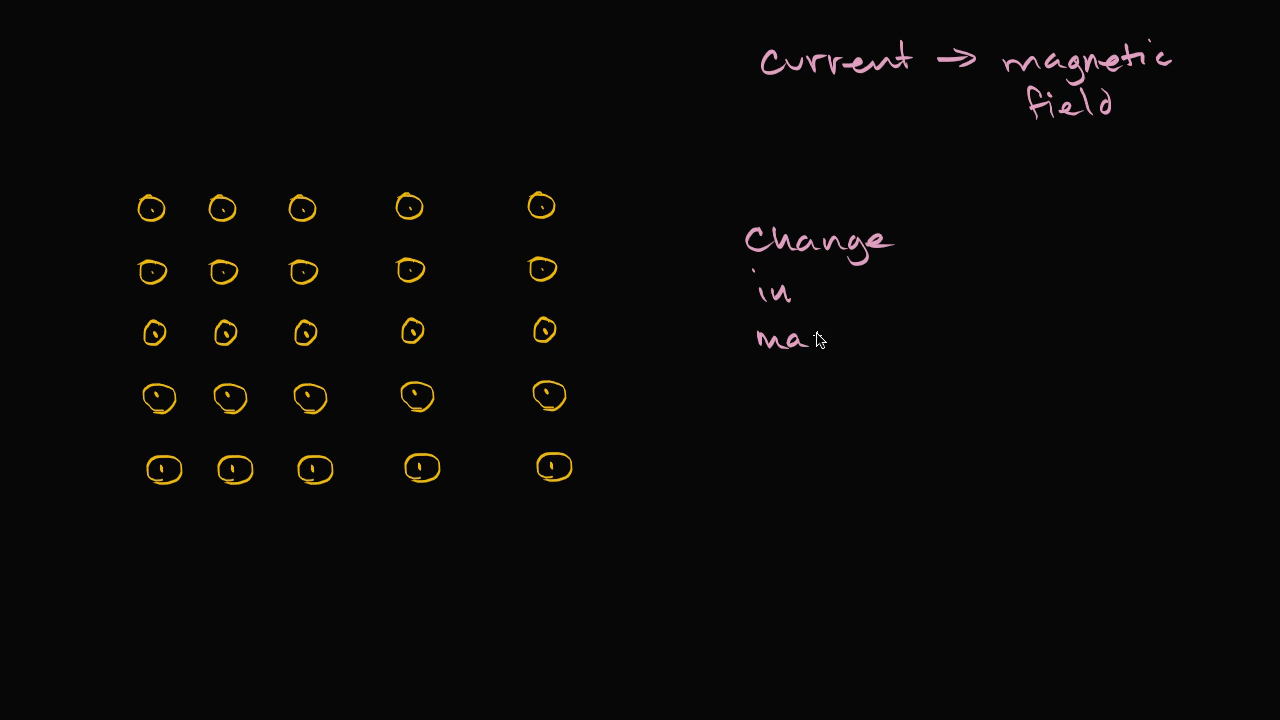 current → magnetic
field
Change
in
ma